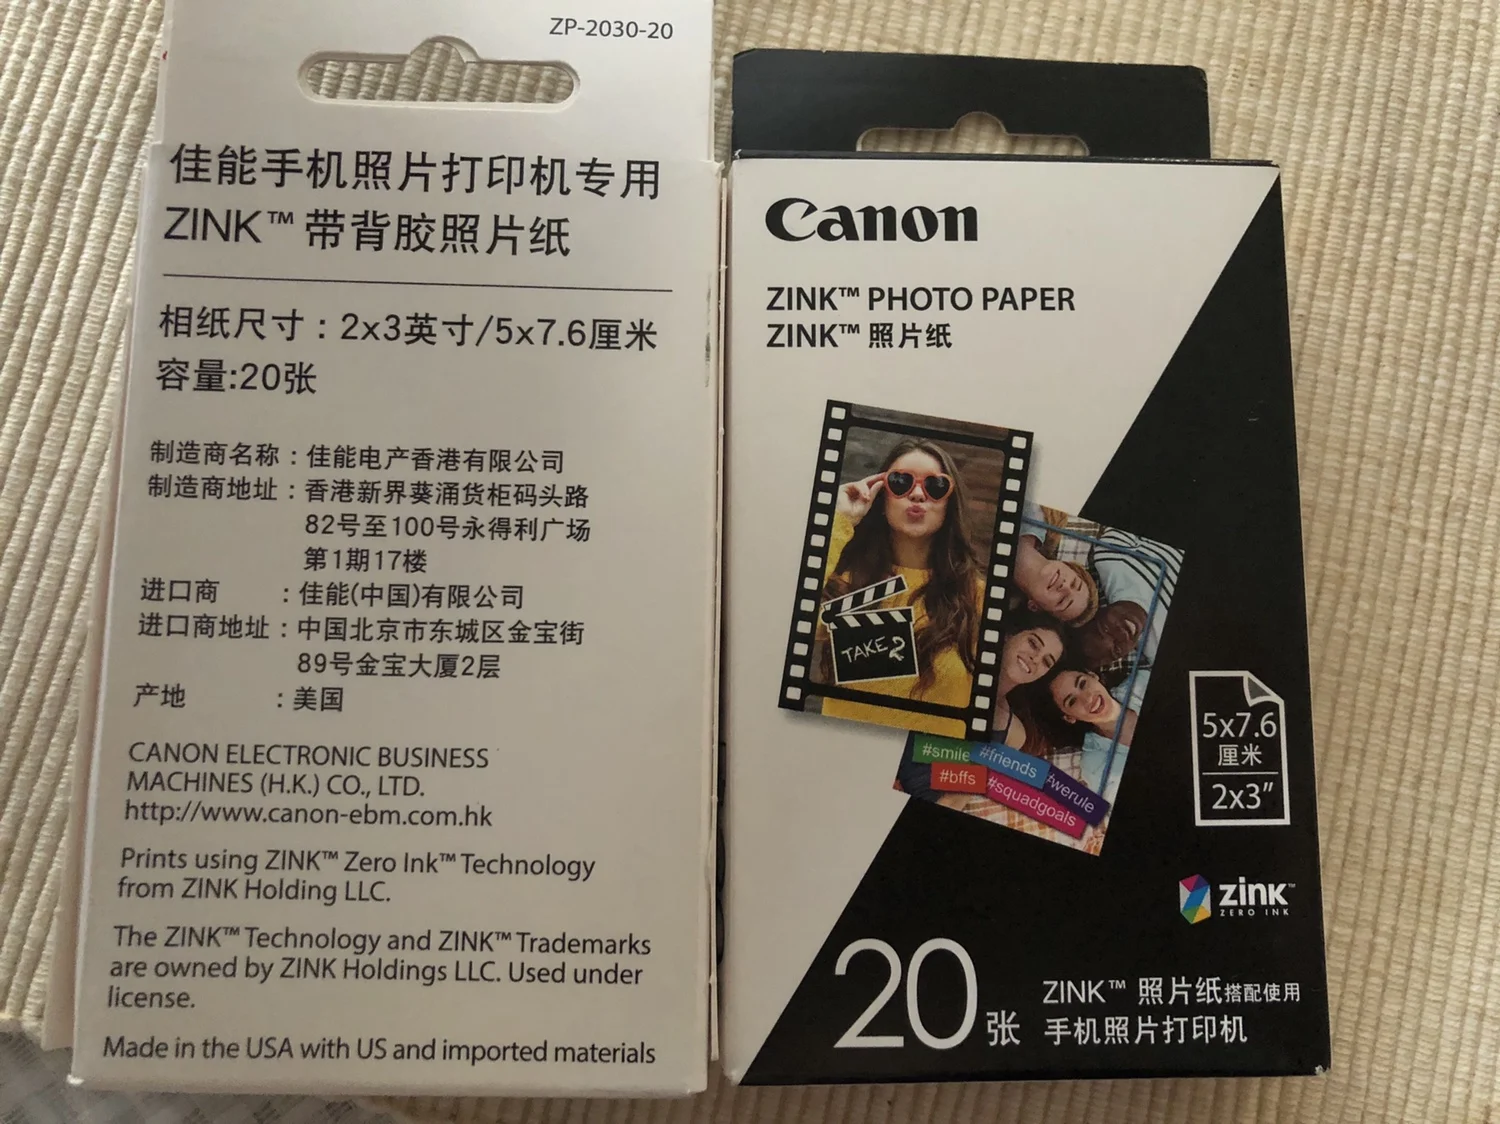 ZP-2030-20
佳能手机照片打印机专用
ZINK™ 带背胶照片纸
相纸尺寸：2x3英寸/5x7.6厘米
容量:20张
制造商名称：佳能电产香港有限公司
制造商地址：香港新界葵涌货柜码头路
82号至100号永得利广场
第1期17楼
进口商 ：佳能(中国)有限公司
进口商地址：中国北京市东城区金宝街
89号金宝大厦2层
产地 ：美国
CANON ELECTRONIC BUSINESS
MACHINES (H.K.) CO., LTD.
http://www.canon-ebm.com.hk
Prints using ZINK™ Zero Ink™ Technology
from ZINK Holding LLC.
The ZINK™ Technology and ZINK™ Trademarks
are owned by ZINK Holdings LLC. Used under
license.
Made in the USA with US and imported materials
Canon
ZINK™ PHOTO PAPER
ZINK™ 照片纸
TAKE 2
#smile #friends
#bffs #squadgoals #werule
5x7.6
厘米
2x3”
zink™
ZERO INK
20张
ZINK™ 照片纸搭配使用
手机照片打印机